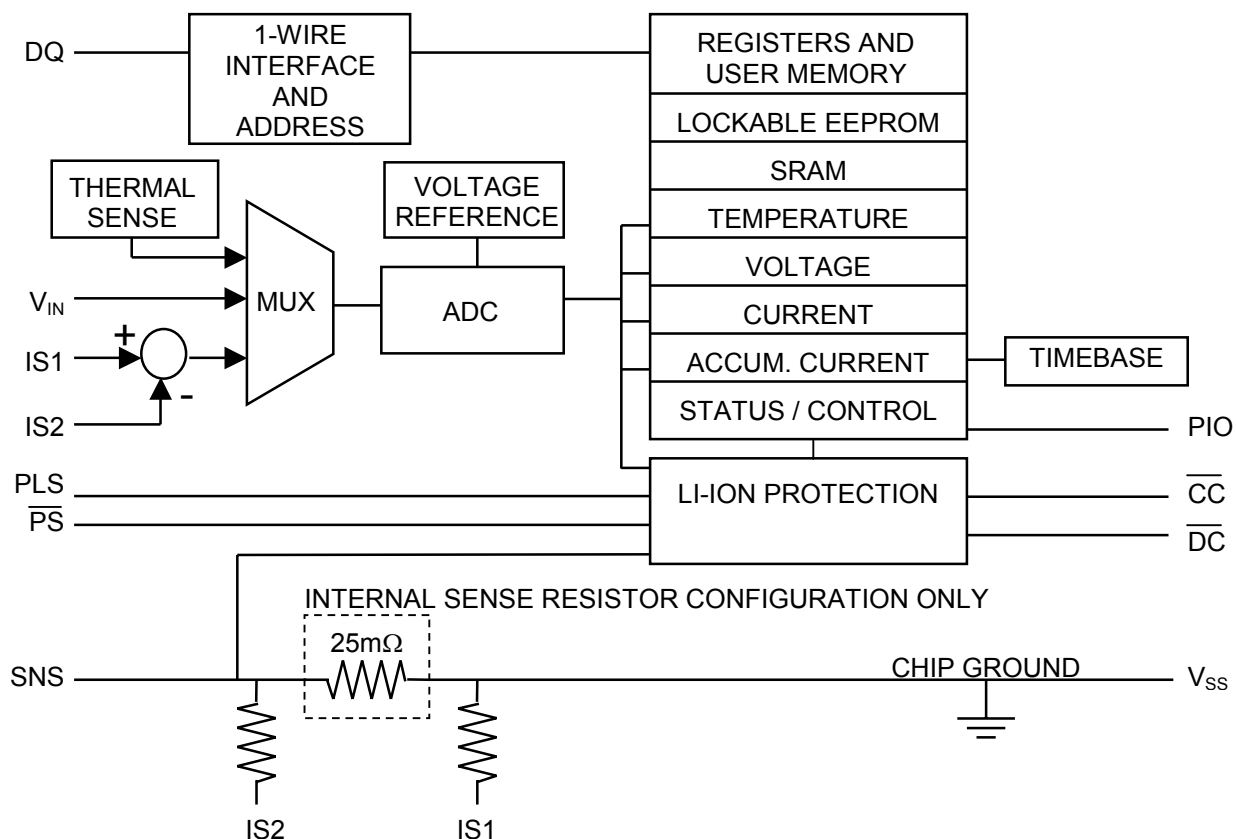 DQ
1-WIRE
INTERFACE
AND
ADDRESS
REGISTERS AND
USER MEMORY
LOCKABLE EEPROM
SRAM
TEMPERATURE
VOLTAGE
CURRENT
ACCUM. CURRENT
STATUS / CONTROL
THERMAL
SENSE
VOLTAGE
REFERENCE
MUX
ADC
VIN
IS1
+
-
IS2
TIMEBASE
PIO
PLS
PS
LI-ION PROTECTION
CC
DC
INTERNAL SENSE RESISTOR CONFIGURATION ONLY
25mΩ
SNS
CHIP GROUND
VSS
IS2
IS1